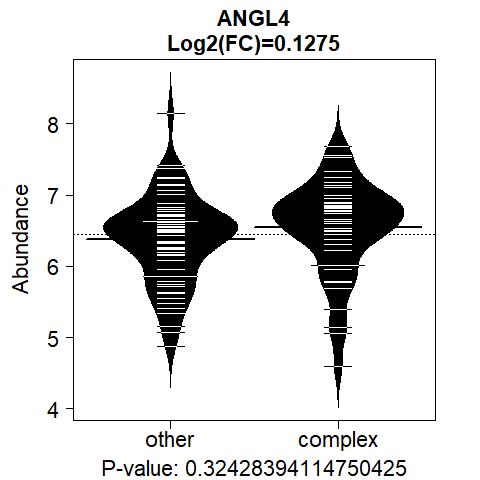 ANGL4
Log2(FC)=0.1275
Abundance
8
7
6
5
4
other complex
P-value: 0.32428394114750425